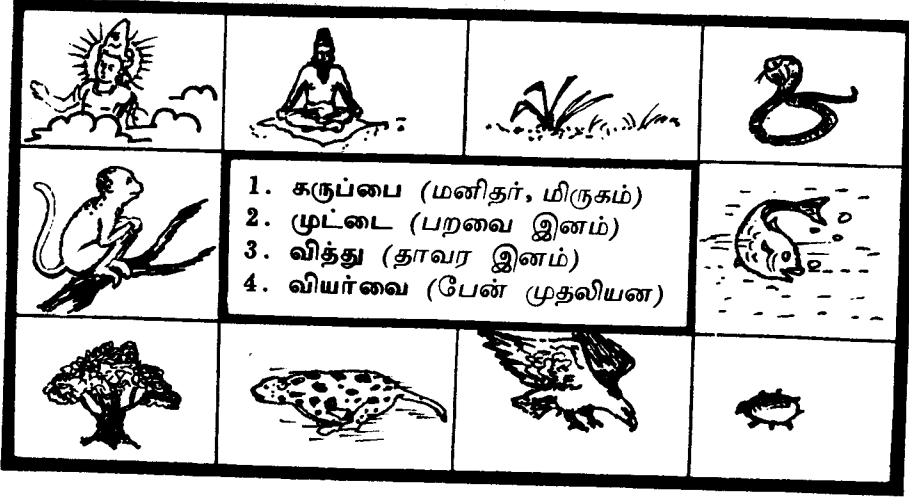 1. கருப்பை (மனிதர், மிருகம்)
2. முட்டை (பறவை இனம்)
3. வித்து (தாவர இனம்)
4. வியர்வை (பேன் முதலியன)